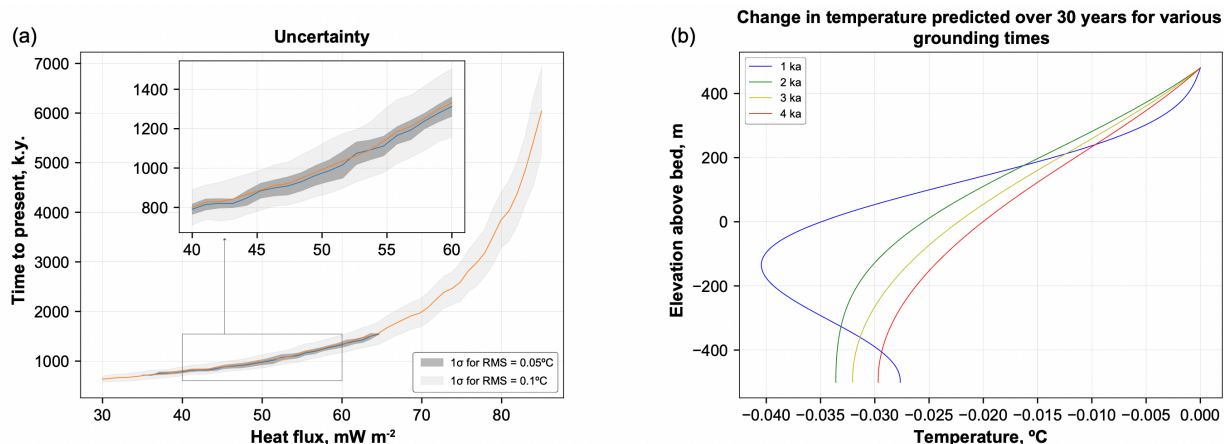 (a)
Uncertainty
7000
6000
5000
4000
3000
2000
1000
Time to present, k.y.
1400
1200
1000
800
40 45 50 55 60
1σ for RMS = 0.05ºC
1σ for RMS = 0.1ºC
30 40 50 60 70 80
Heat flux, mW m-2
(b)
Change in temperature predicted over 30 years for various
grounding times
1 ka
2 ka
3 ka
4 ka
400
200
0
−200
−400
Elevation above bed, m
−0.040 −0.035 −0.030 −0.025 −0.020 −0.015 −0.010 −0.005 0.000
Temperature, ºC